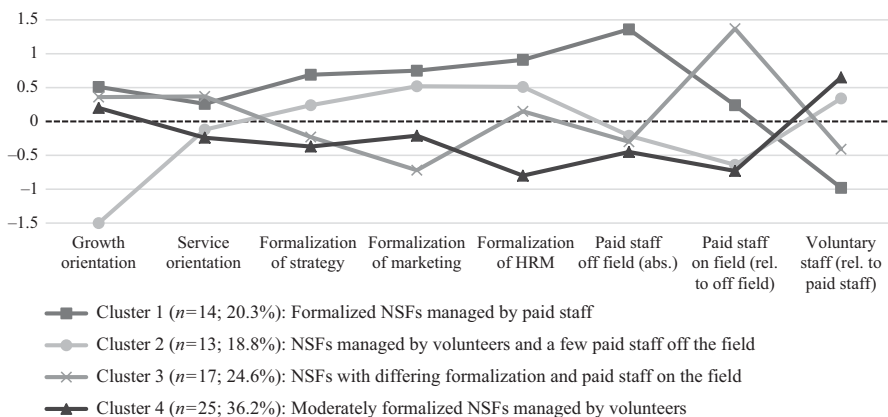 1.5
1
0.5
0
–0.5
–1
–1.5
Growth orientation
Service orientation
Formalization of strategy
Formalization of marketing
Formalization of HRM
Paid staff off field (abs.)
Paid staff on field (rel. to off field)
Voluntary staff (rel. to paid staff)
Cluster 1 (n=14; 20.3%): Formalized NSFs managed by paid staff
Cluster 2 (n=13; 18.8%): NSFs managed by volunteers and a few paid staff off the field
Cluster 3 (n=17; 24.6%): NSFs with differing formalization and paid staff on the field
Cluster 4 (n=25; 36.2%): Moderately formalized NSFs managed by volunteers